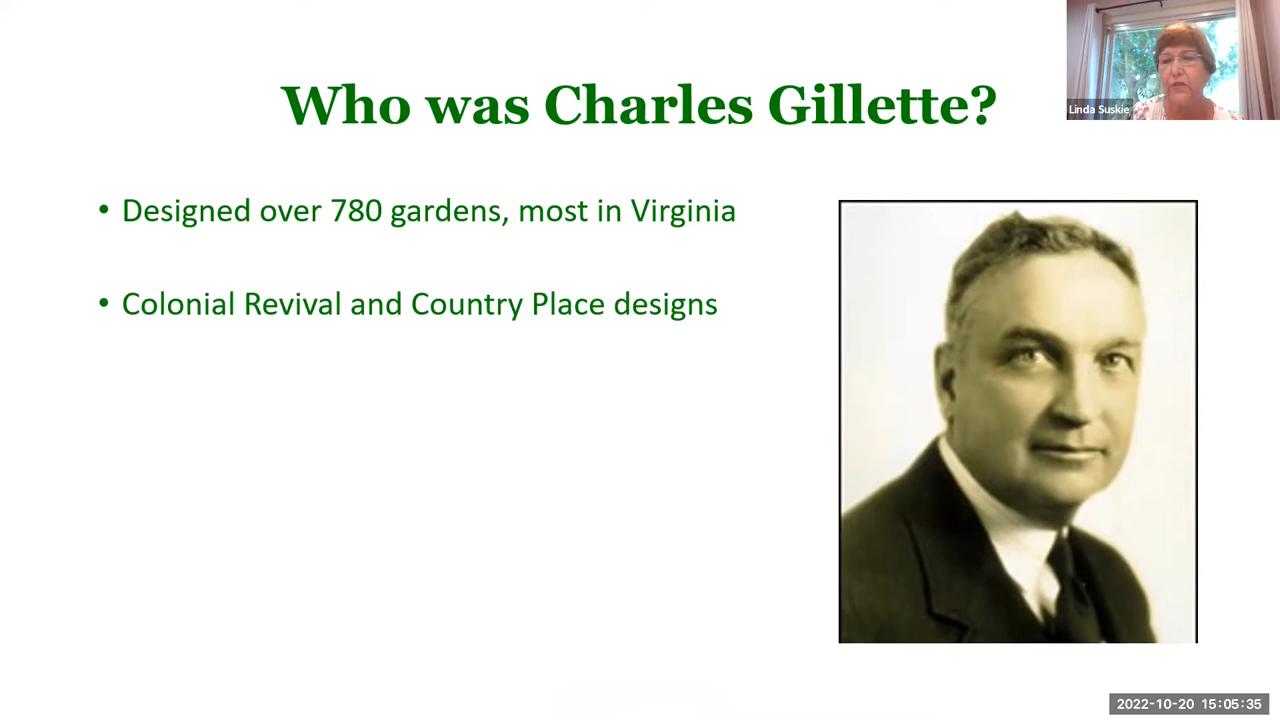 Who was Charles Gillette?
Linda Suskie
• Designed over 780 gardens, most in Virginia
• Colonial Revival and Country Place designs
2022-10-20 15:05:35